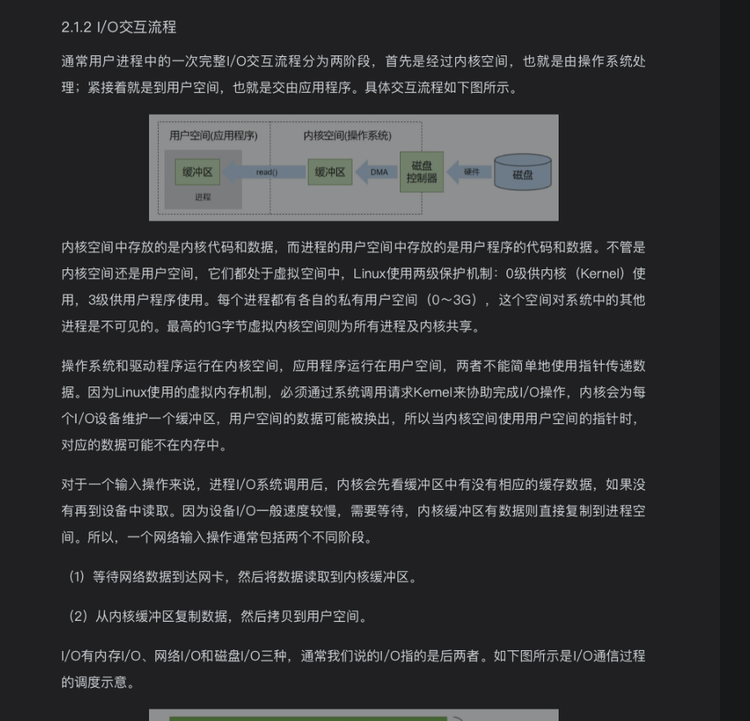 2.1.2 I/O交互流程
通常用户进程中的一次完整I/O交互流程分为两阶段，首先是经过内核空间，也就是由操作系统处
理；紧接着就是到用户空间，也就是交由应用程序。具体交互流程如下图所示。
用户空间(应用程序)
内核空间(操作系统)
缓冲区
read()
缓冲区
DMA
磁盘
控制器
硬件
磁盘
进程
内核空间中存放的是内核代码和数据，而进程的用户空间中存放的是用户程序的代码和数据。不管是
内核空间还是用户空间，它们都处于虚拟空间中，Linux使用两级保护机制：0级供内核（Kernel）使
用，3级供用户程序使用。每个进程都有各自的私有用户空间（0～3G），这个空间对系统中的其他
进程是不可见的。最高的1G字节虚拟内核空间则为所有进程及内核共享。
操作系统和驱动程序运行在内核空间，应用程序运行在用户空间，两者不能简单地使用指针传递数
据。因为Linux使用的虚拟内存机制，必须通过系统调用请求Kernel来协助完成I/O操作，内核会为每
个I/O设备维护一个缓冲区，用户空间的数据可能被换出，所以当内核空间使用用户空间的指针时，
对应的数据可能不在内存中。
对于一个输入操作来说，进程I/O系统调用后，内核会先看缓冲区中有没有相应的缓存数据，如果没
有再到设备中读取。因为设备I/O一般速度较慢，需要等待，内核缓冲区有数据则直接复制到进程空
间。所以，一个网络输入操作通常包括两个不同阶段。
（1）等待网络数据到达网卡，然后将数据读取到内核缓冲区。
（2）从内核缓冲区复制数据，然后拷贝到用户空间。
I/O有内存I/O、网络I/O和磁盘I/O三种，通常我们说的I/O指的是后两者。如下图所示是I/O通信过程
的调度示意。